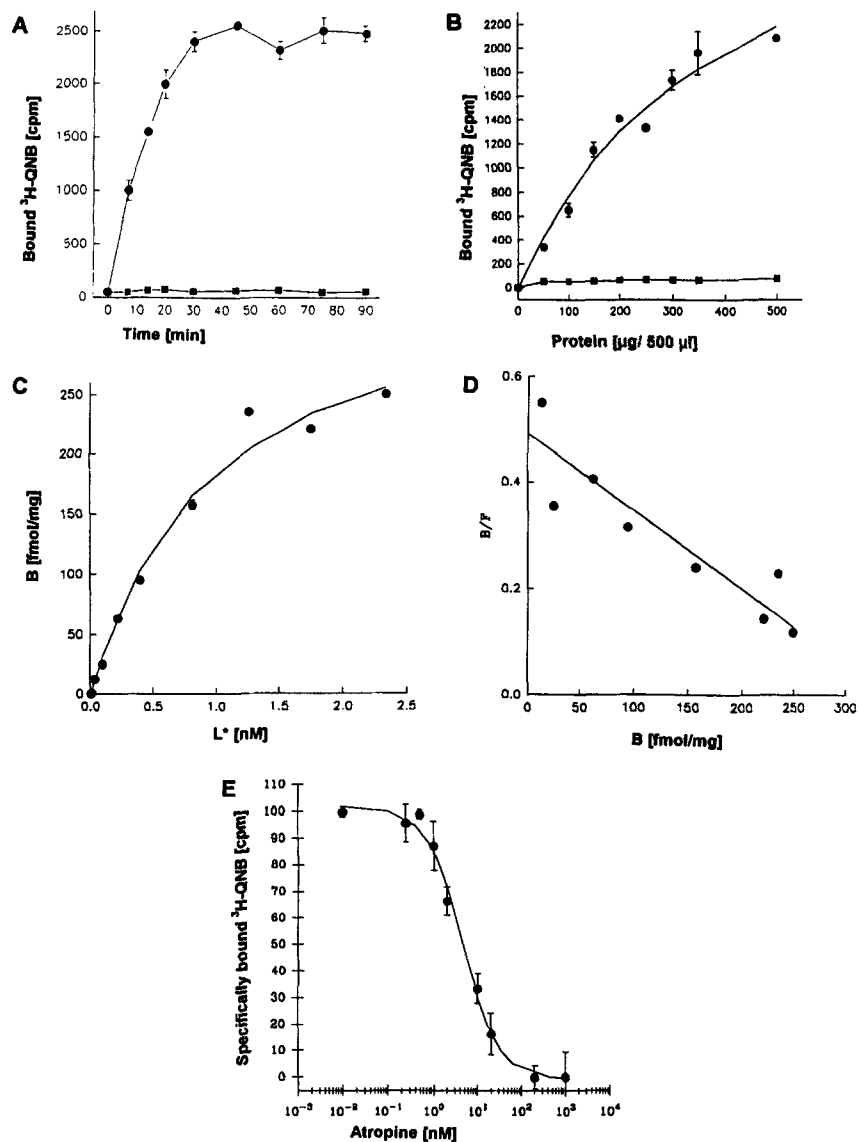 A
Bound ³H-QNB [cpm]
2500
2000
1500
1000
500
0
0 10 20 30 40 50 60 70 80 90
Time [min]
B
Bound ³H-QNB [cpm]
2200
2000
1800
1600
1400
1200
1000
800
600
400
200
0
0 100 200 300 400 500
Protein [µg/ 500 µl]
C
B [fmol/mg]
250
200
150
100
50
0
0.0 0.5 1.0 1.5 2.0 2.5
L* [nM]
D
B/F
0.6
0.4
0.2
0.0
0 50 100 150 200 250 300
B [fmol/mg]
E
Specifically bound ³H-QNB [cpm]
110
100
90
80
70
60
50
40
30
20
10
0
10⁻³ 10⁻² 10⁻¹ 10⁰ 10¹ 10² 10³ 10⁴
Atropine [nM]